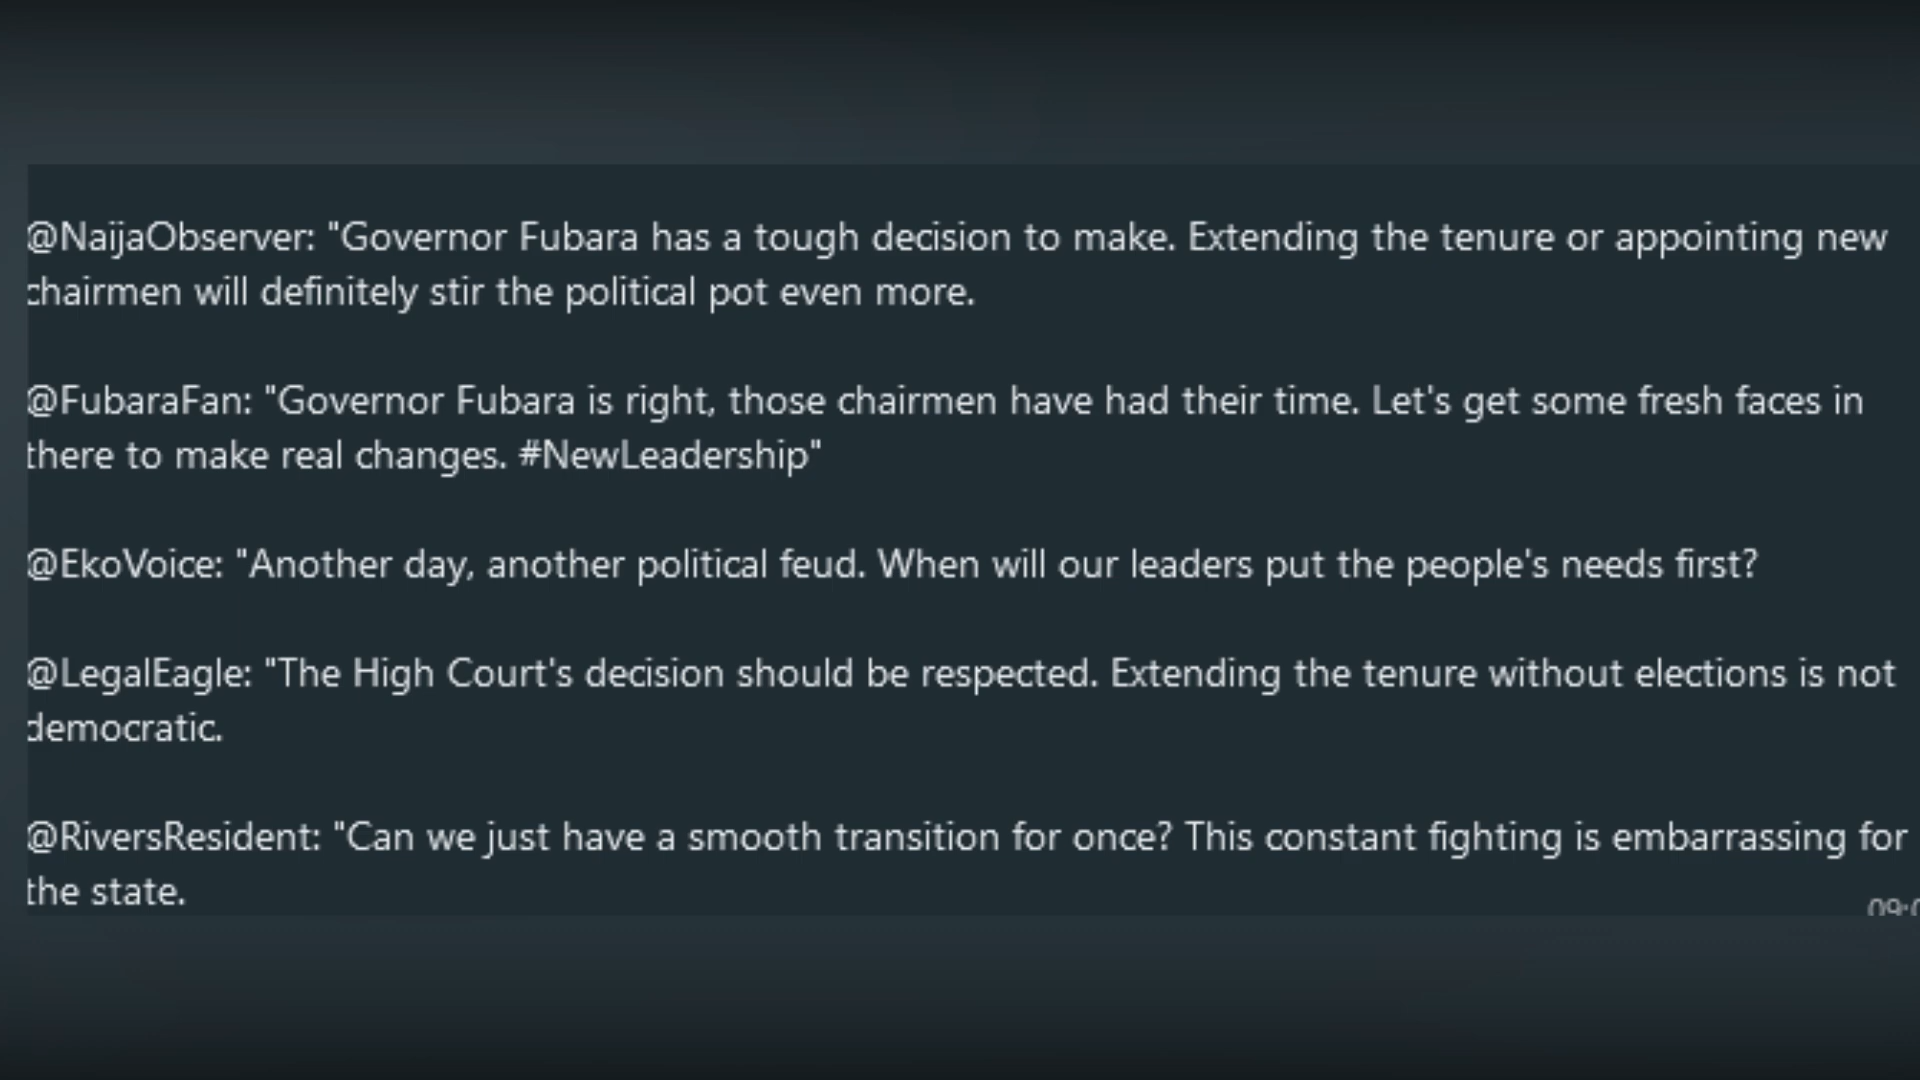 @NaijaObserver: "Governor Fubara has a tough decision to make. Extending the tenure or appointing new
chairmen will definitely stir the political pot even more.
@FubaraFan: "Governor Fubara is right, those chairmen have had their time. Let's get some fresh faces in
there to make real changes. #NewLeadership"
@EkoVoice: "Another day, another political feud. When will our leaders put the people's needs first?
@LegalEagle: "The High Court's decision should be respected. Extending the tenure without elections is not
democratic.
@RiversResident: "Can we just have a smooth transition for once? This constant fighting is embarrassing for
the state.